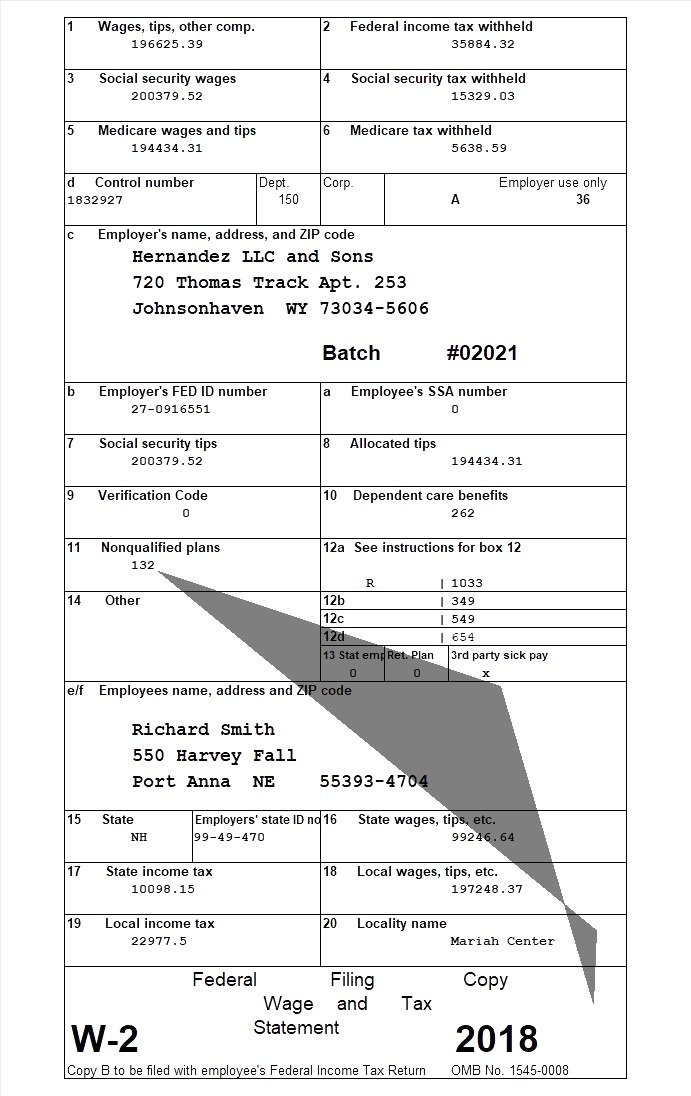 1 Wages, tips, other comp. 2 Federal income tax withheld
196625.39 35884.32
3 Social security wages 4 Social security tax withheld
200379.52 15329.03
5 Medicare wages and tips 6 Medicare tax withheld
194434.31 5638.59
d Control number Dept. Corp. Employer use only
1832927 150 A 36
c Employer's name, address, and ZIP code
Hernandez LLC and Sons
720 Thomas Track Apt. 253
Johnsonhaven WY 73034-5606
Batch #02021
b Employer's FED ID number a Employee's SSA number
27-0916551 0
7 Social security tips 8 Allocated tips
200379.52 194434.31
9 Verification Code 10 Dependent care benefits
0 262
11 Nonqualified plans 12a See instructions for box 12
132
R | 1033
14 Other 12b | 349
12c | 549
12d | 654
13 Stat emp Ret. Plan 3rd party sick pay
0 0 x
e/f Employees name, address and ZIP code
Richard Smith
550 Harvey Fall
Port Anna NE 55393-4704
15 State Employers' state ID no 16 State wages, tips, etc.
NH 99-49-470 99246.64
17 State income tax 18 Local wages, tips, etc.
10098.15 197248.37
19 Local income tax 20 Locality name
22977.5 Mariah Center
Federal Filing Copy
Wage and Tax
Statement
W-2 2018
Copy B to be filed with employee's Federal Income Tax Return OMB No. 1545-0008